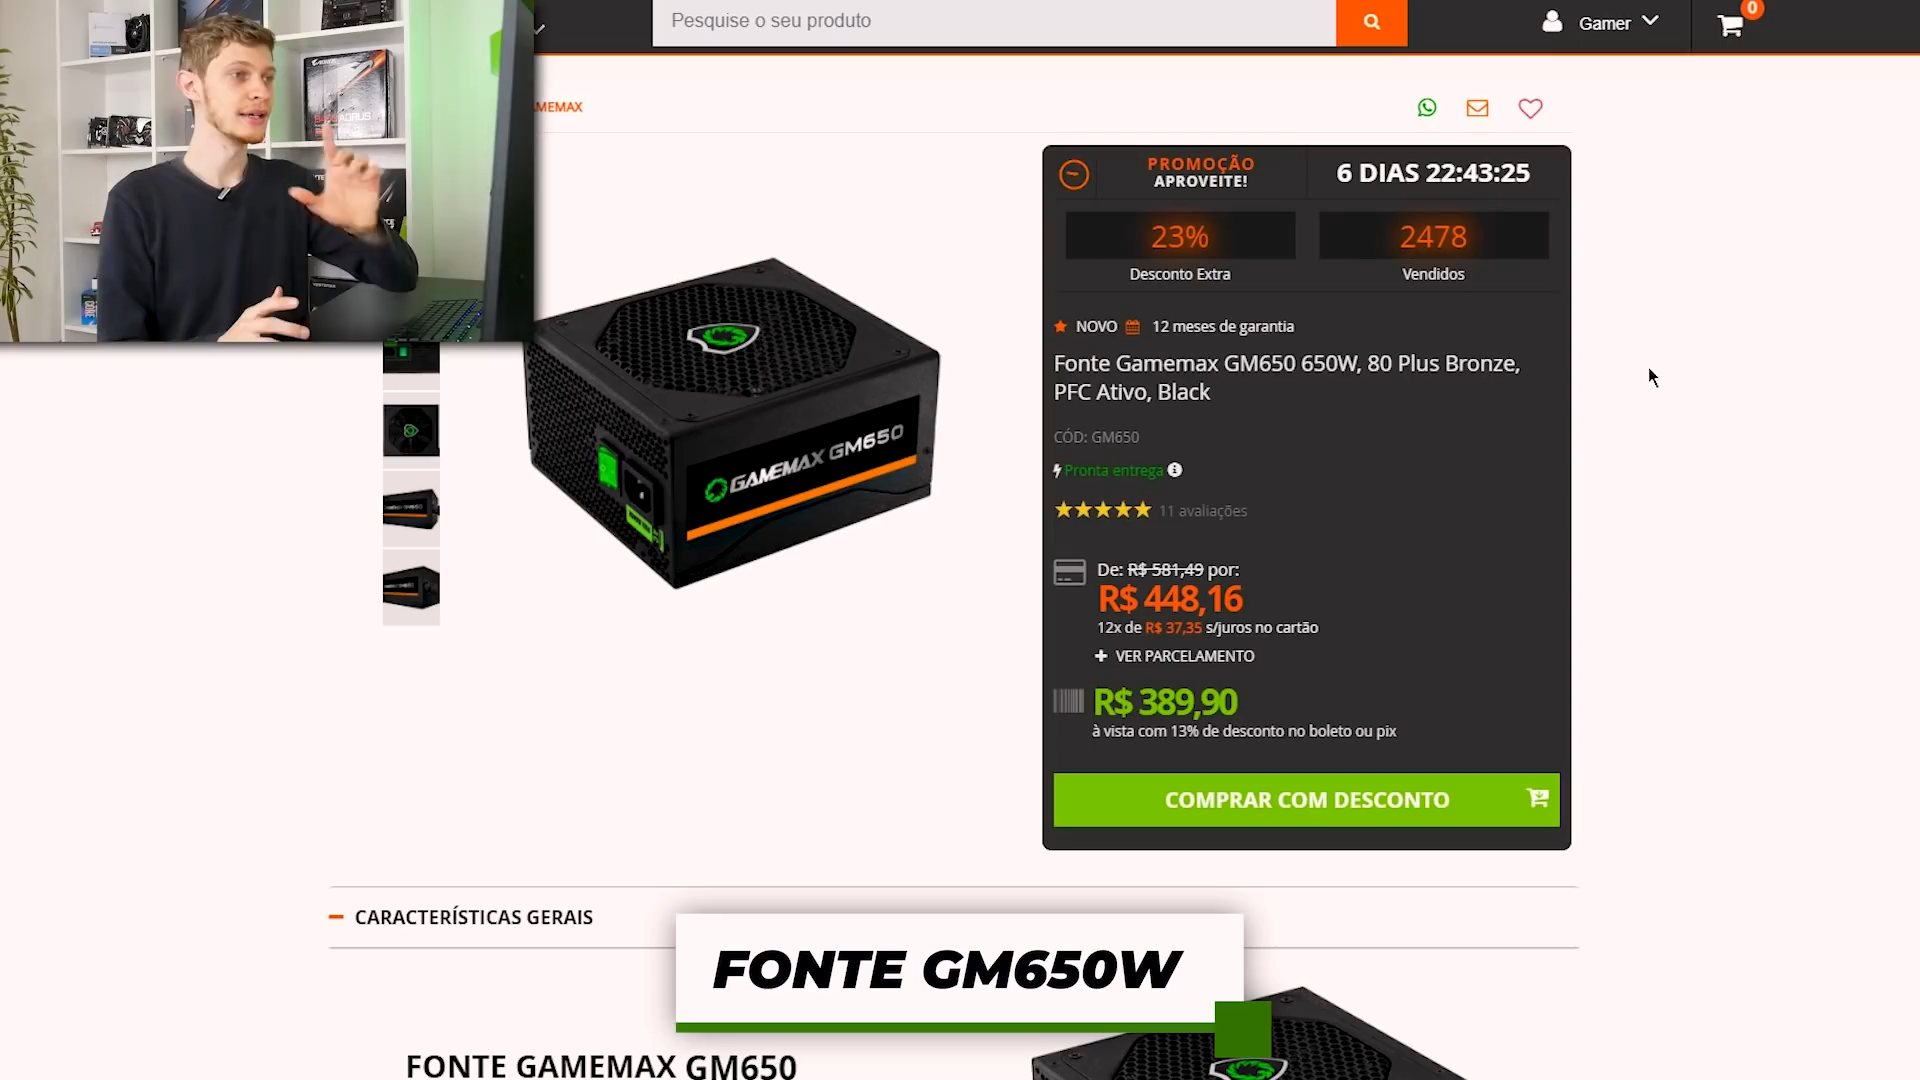 Pesquise o seu produto
Gamer
0
AORUS
AMEMAX
PROMOÇÃO
APROVEITE!
6 DIAS 22:43:25
23%
Desconto Extra
2478
Vendidos
NOVO 12 meses de garantia
Fonte Gamemax GM650 650W, 80 Plus Bronze,
PFC Ativo, Black
CÓD: GM650
Pronta entrega
11 avaliações
De: R$ 581,49 por:
R$ 448,16
12x de R$ 37,35 s/juros no cartão
+ VER PARCELAMENTO
R$ 389,90
à vista com 13% de desconto no boleto ou pix
COMPRAR COM DESCONTO
GAMEMAX GM650
CARACTERÍSTICAS GERAIS
FONTE GM650W
FONTE GAMEMAX GM650